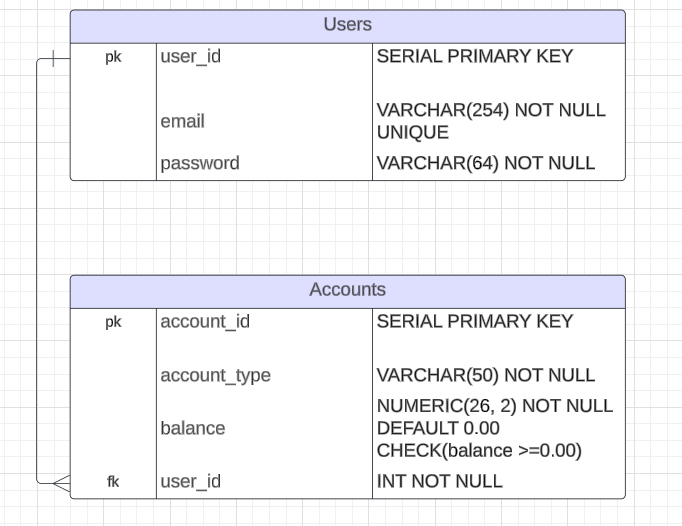 Users
pk user_id SERIAL PRIMARY KEY
email VARCHAR(254) NOT NULL
UNIQUE
password VARCHAR(64) NOT NULL
Accounts
pk account_id SERIAL PRIMARY KEY
account_type VARCHAR(50) NOT NULL
NUMERIC(26, 2) NOT NULL
balance DEFAULT 0.00
CHECK(balance >=0.00)
fk user_id INT NOT NULL